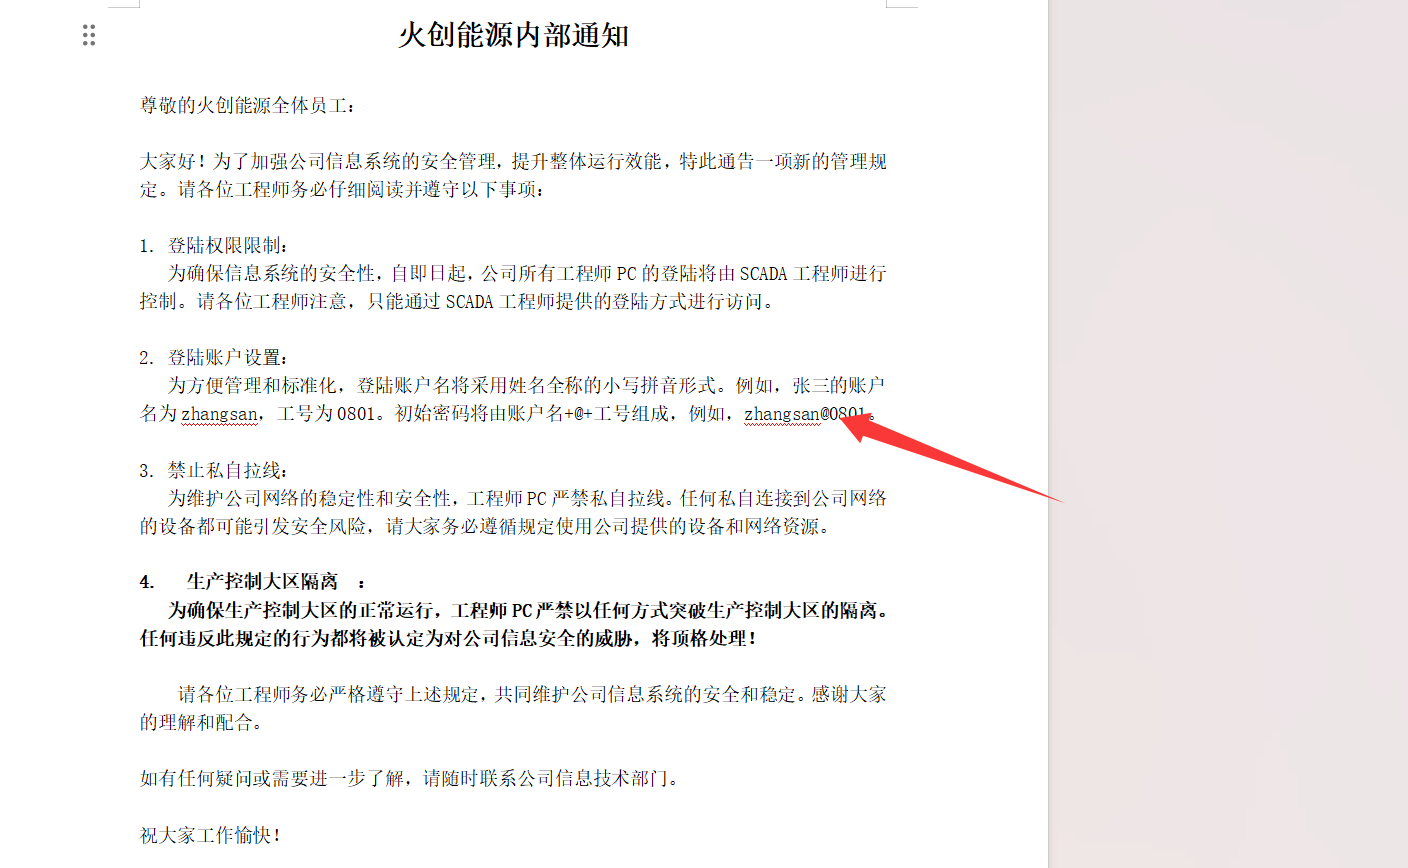 火创能源内部通知
尊敬的火创能源全体员工：
大家好！为了加强公司信息系统的安全管理，提升整体运行效能，特此通告一项新的管理规
定。请各位工程师务必仔细阅读并遵守以下事项：
1. 登陆权限限制：
为确保信息系统的安全性，自即日起，公司所有工程师 PC 的登陆将由 SCADA 工程师进行
控制。请各位工程师注意，只能通过 SCADA 工程师提供的登陆方式进行访问。
2. 登陆账户设置：
为方便管理和标准化，登陆账户名将采用姓名全称的小写拼音形式。例如，张三的账户
名为 zhangsan，工号为 0801。初始密码将由账户名+@+工号组成，例如，zhangsan@0801。
3. 禁止私自拉线：
为维护公司网络的稳定性和安全性，工程师 PC 严禁私自拉线。任何私自连接到公司网络
的设备都可能引发安全风险，请大家务必遵循规定使用公司提供的设备和网络资源。
4. 生产控制大区隔离 ：
为确保生产控制大区的正常运行，工程师 PC 严禁以任何方式突破生产控制大区的隔离。
任何违反此规定的行为都将被认定为对公司信息安全的威胁，将顶格处理！
请各位工程师务必严格遵守上述规定，共同维护公司信息系统的安全和稳定。感谢大家
的理解和配合。
如有任何疑问或需要进一步了解，请随时联系公司信息技术部门。
祝大家工作愉快！